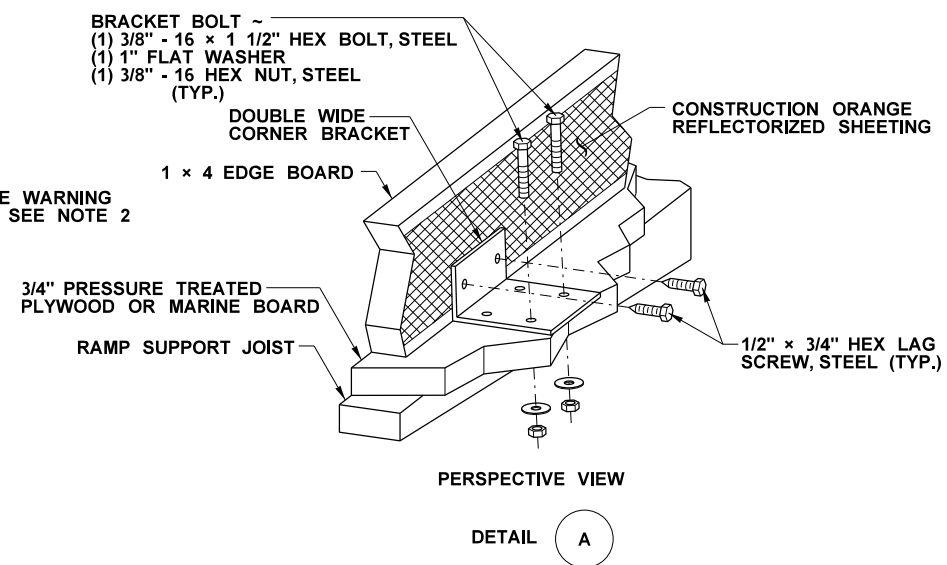 BRACKET BOLT ~
(1) 3/8" - 16 × 1 1/2" HEX BOLT, STEEL
(1) 1" FLAT WASHER
(1) 3/8" - 16 HEX NUT, STEEL
(TYP.)
DOUBLE WIDE
CORNER BRACKET
CONSTRUCTION ORANGE
REFLECTORIZED SHEETING
1 × 4 EDGE BOARD
WARNING
SEE NOTE 2
3/4" PRESSURE TREATED
PLYWOOD OR MARINE BOARD
RAMP SUPPORT JOIST
1/2" × 3/4" HEX LAG
SCREW, STEEL (TYP.)
PERSPECTIVE VIEW
DETAIL A